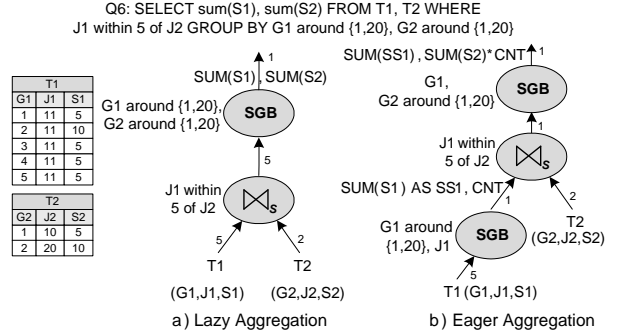 Q6: SELECT sum(S1), sum(S2) FROM T1, T2 WHERE
J1 within 5 of J2 GROUP BY G1 around {1,20}, G2 around {1,20}
T1
G1 J1 S1
1 11 5
2 11 10
3 11 5
4 11 5
5 11 5
T2
G2 J2 S2
1 10 5
2 20 10
1
SUM(S1) , SUM(S2)
G1 around {1,20},
G2 around {1,20}
SGB
5
J1 within
5 of J2
⋈S
5
2
T1
T2
(G1,J1,S1)
(G2,J2,S2)
a) Lazy Aggregation
SUM(SS1) , SUM(S2)* CNT
1
G1,
G2 around {1,20}
SGB
1
J1 within
5 of J2
⋈S
SUM(S1) AS SS1, CNT
1
2
G1 around
{1,20}, J1
SGB
T2
(G2,J2,S2)
5
T1 (G1,J1,S1)
b) Eager Aggregation